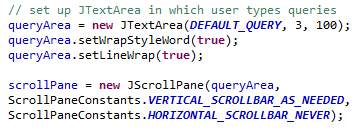 // set up JTextArea in which user types queries
queryArea = new JTextArea(DEFAULT_QUERY, 3, 100);
queryArea.setWrapStyleWord(true);
queryArea.setLineWrap(true);
scrollPane = new JScrollPane(queryArea,
ScrollPaneConstants.VERTICAL_SCROLLBAR_AS_NEEDED,
ScrollPaneConstants.HORIZONTAL_SCROLLBAR_NEVER);